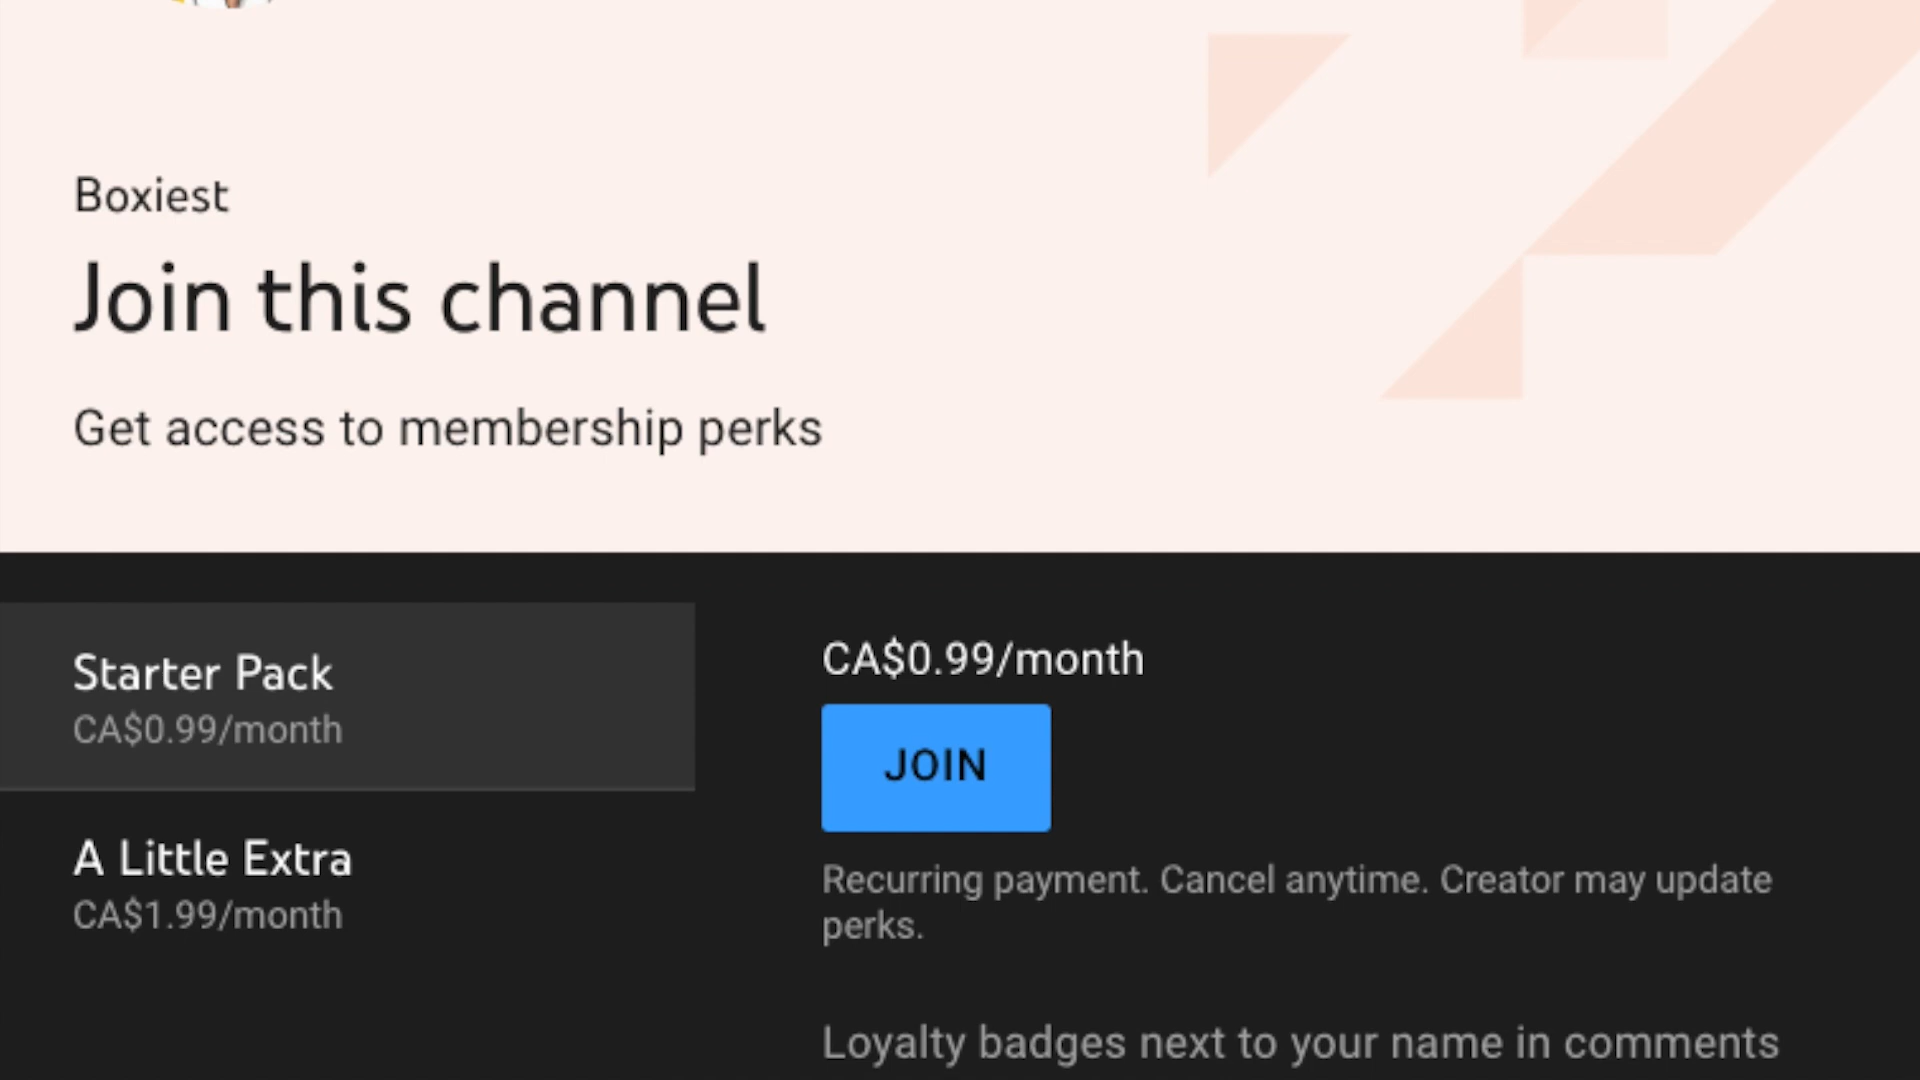 Boxiest
Join this channel
Get access to membership perks
Starter Pack
CA$0.99/month
A Little Extra
CA$1.99/month
CA$0.99/month
JOIN
Recurring payment. Cancel anytime. Creator may update
perks.
Loyalty badges next to your name in comments